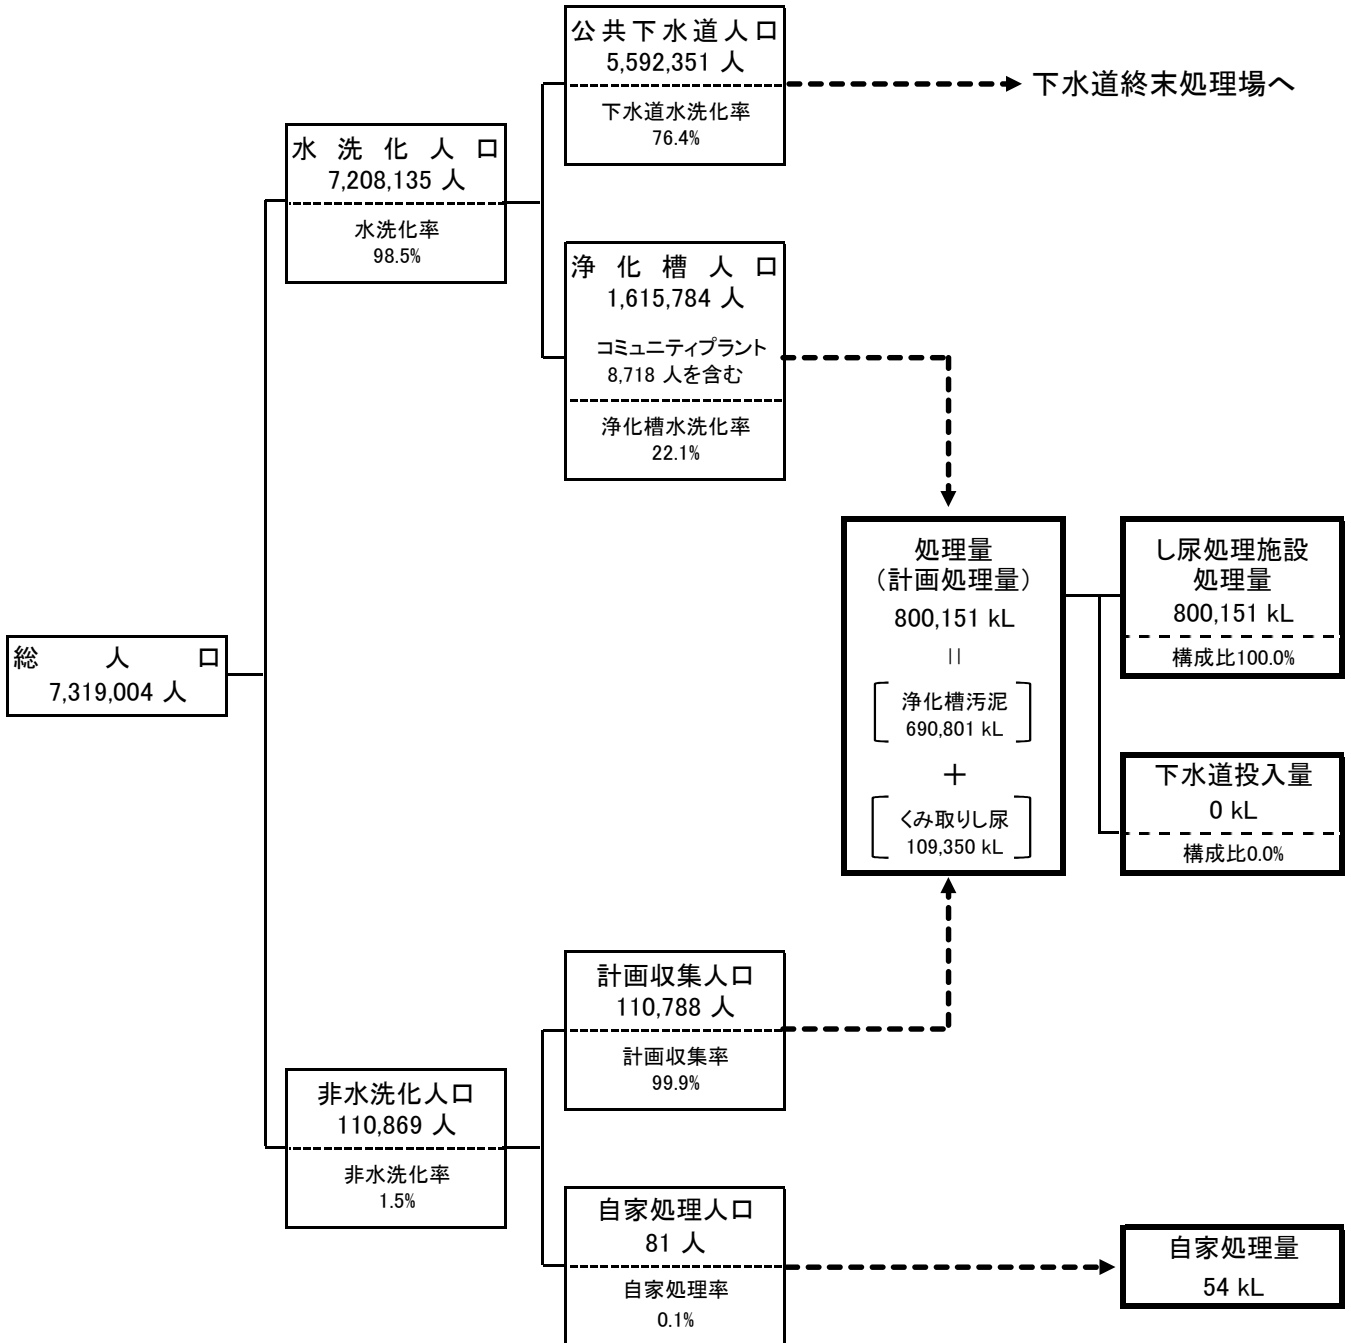 公共下水道人口
5,592,351 人
下水道水洗化率
76.4%
下水道終末処理場へ
水洗化人口
7,208,135 人
水洗化率
98.5%
浄化槽人口
1,615,784 人
コミュニティプラント
8,718 人を含む
浄化槽水洗化率
22.1%
処理量
（計画処理量）
800,151 kL
||
浄化槽汚泥
690,801 kL
＋
くみ取りし尿
109,350 kL
し尿処理施設
処理量
800,151 kL
構成比100.0%
下水道投入量
0 kL
構成比0.0%
総人口
7,319,004 人
計画収集人口
110,788 人
計画収集率
99.9%
非水洗化人口
110,869 人
非水洗化率
1.5%
自家処理人口
81 人
自家処理率
0.1%
自家処理量
54 kL